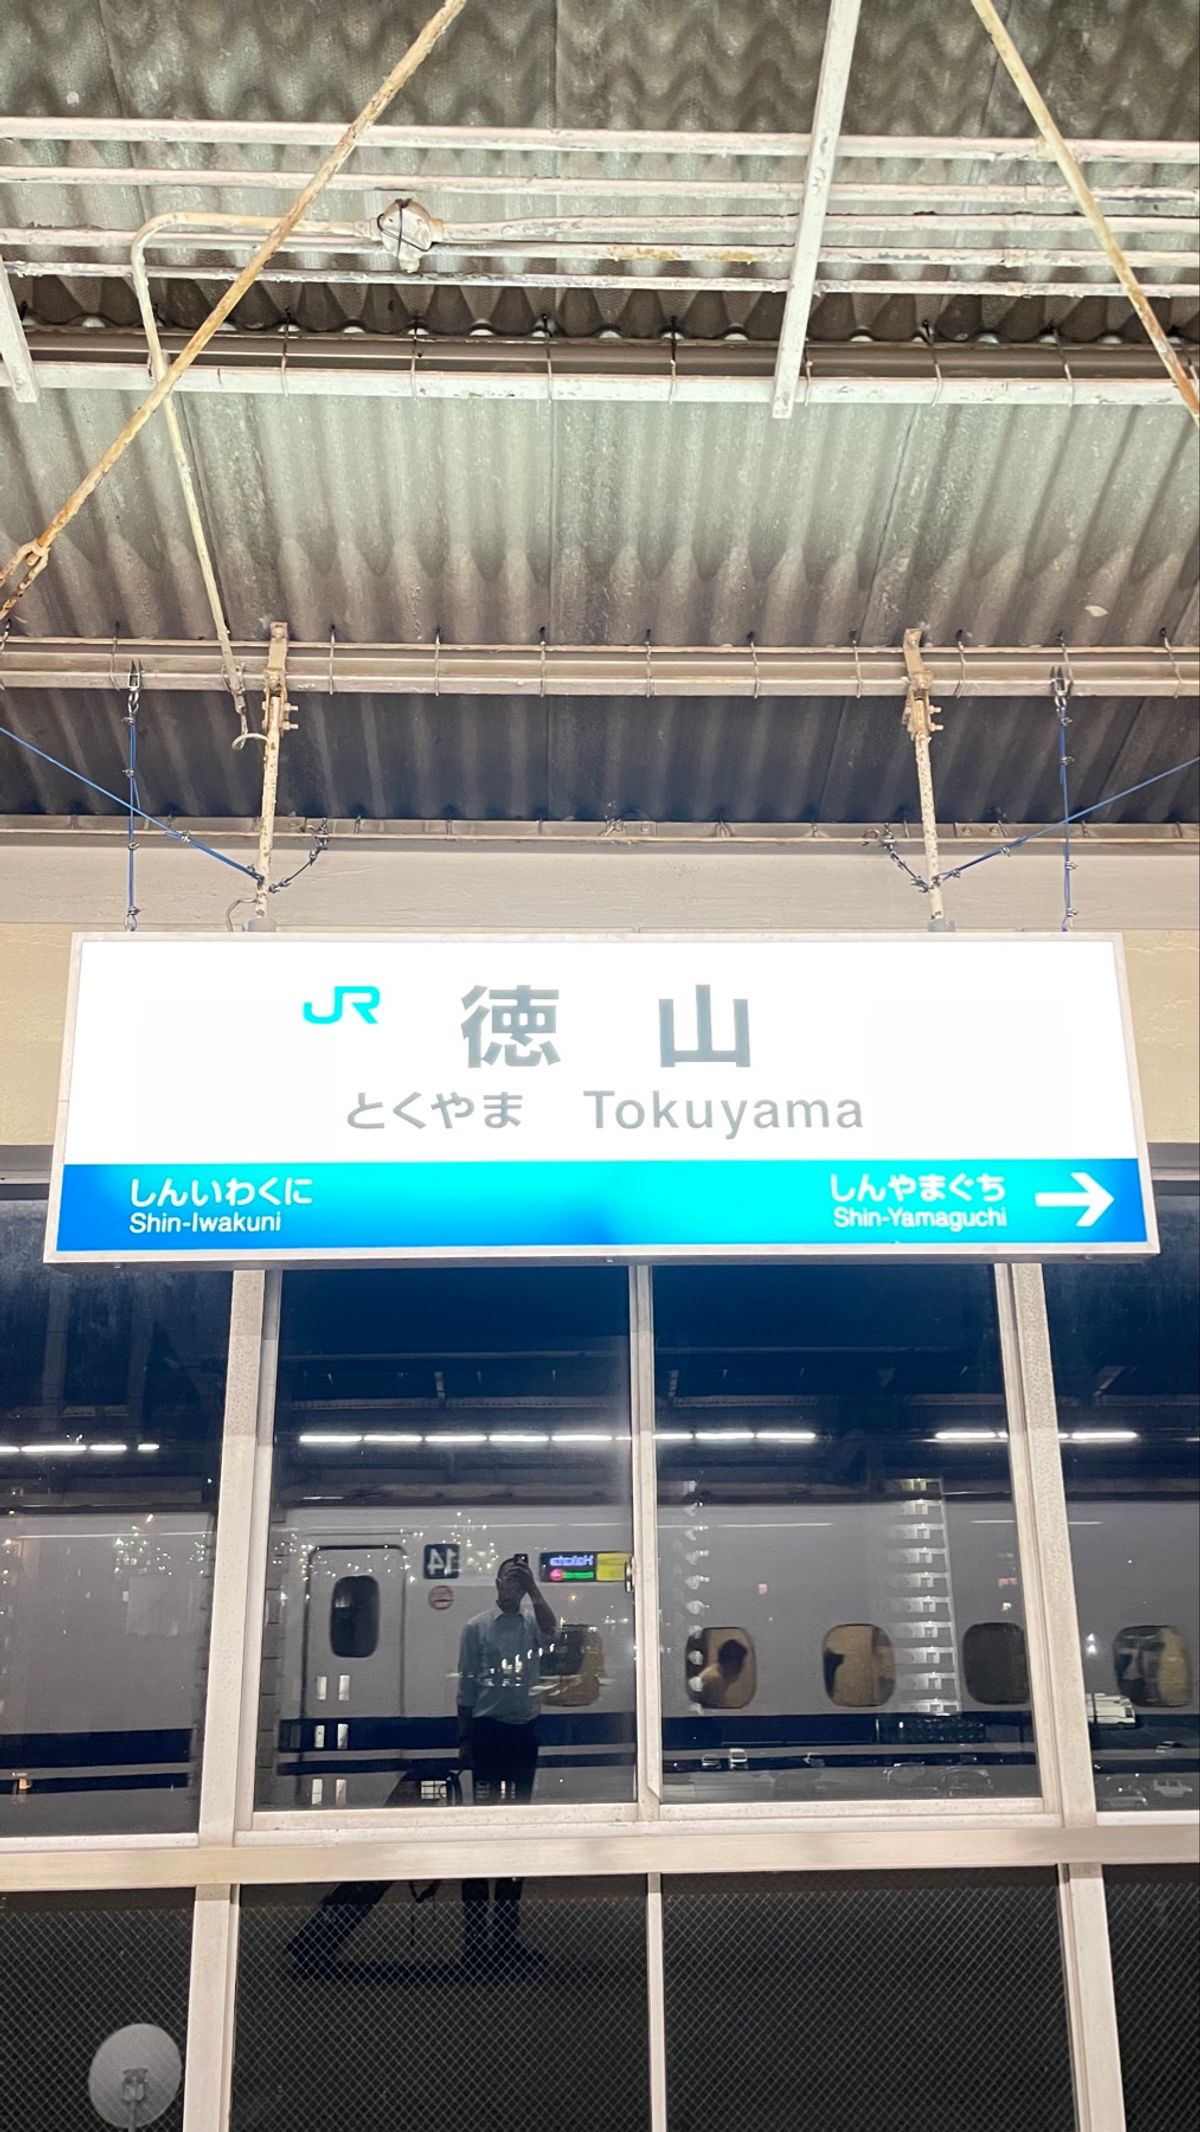 JR 徳山
とくやま Tokuyama
しんいわくに
Shin-Iwakuni
しんやまぐち
Shin-Yamaguchi
14
Hakata